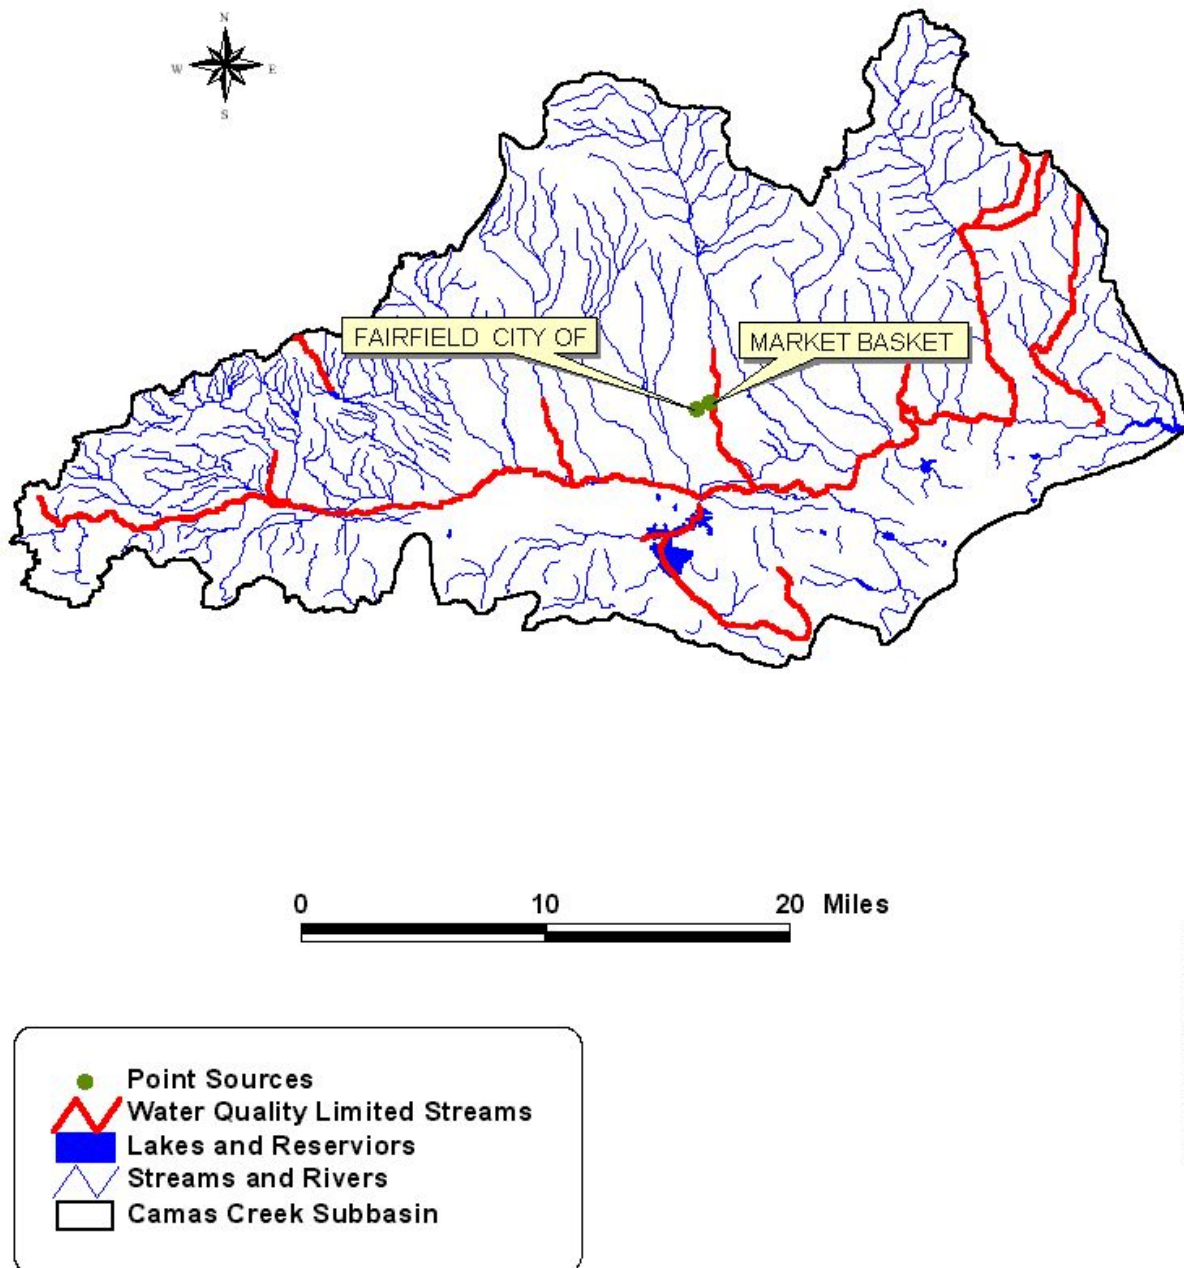 N
W E
S
FAIRFIELD CITY OF
MARKET BASKET
0 10 20 Miles
Point Sources
Water Quality Limited Streams
Lakes and Reserviors
Streams and Rivers
Camas Creek Subbasin